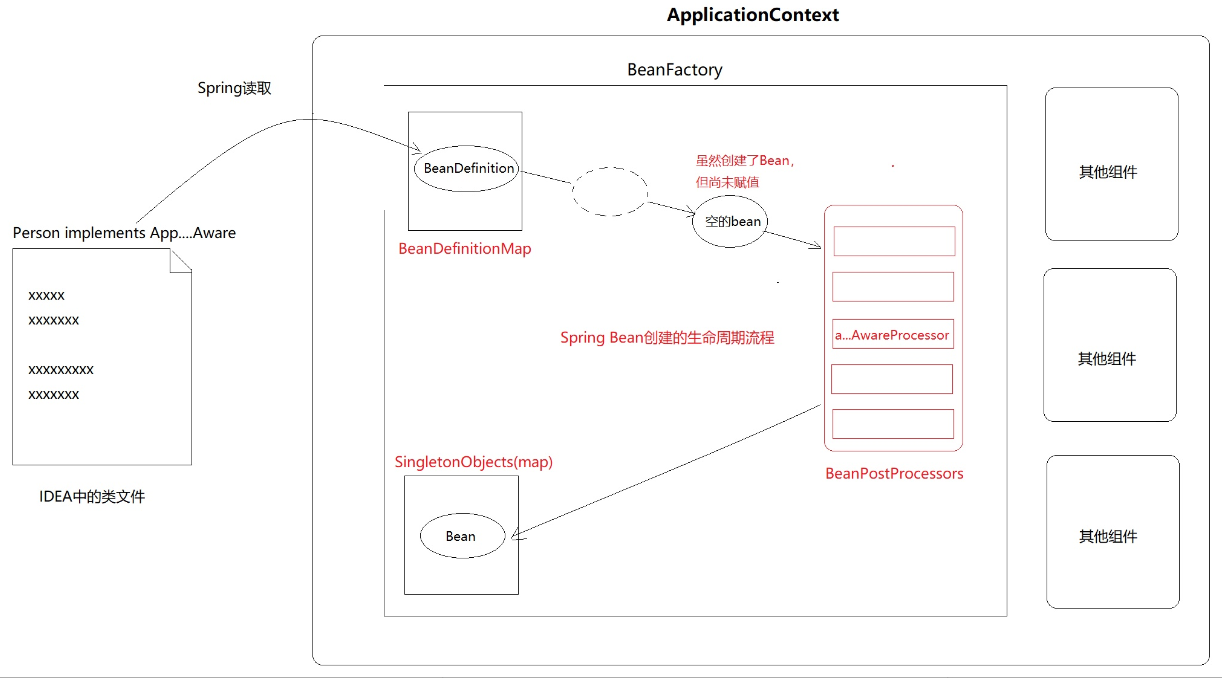 ApplicationContext
BeanFactory
Spring读取
BeanDefinition
虽然创建了Bean，
但尚未赋值
空的bean
其他组件
Person implements App....Aware
BeanDefinitionMap
xxxxx
xxxxxxx
xxxxxxxxx
xxxxxxx
Spring Bean创建的生命周期流程
a...AwareProcessor
其他组件
SingletonObjects(map)
BeanPostProcessors
IDEA中的类文件
Bean
其他组件